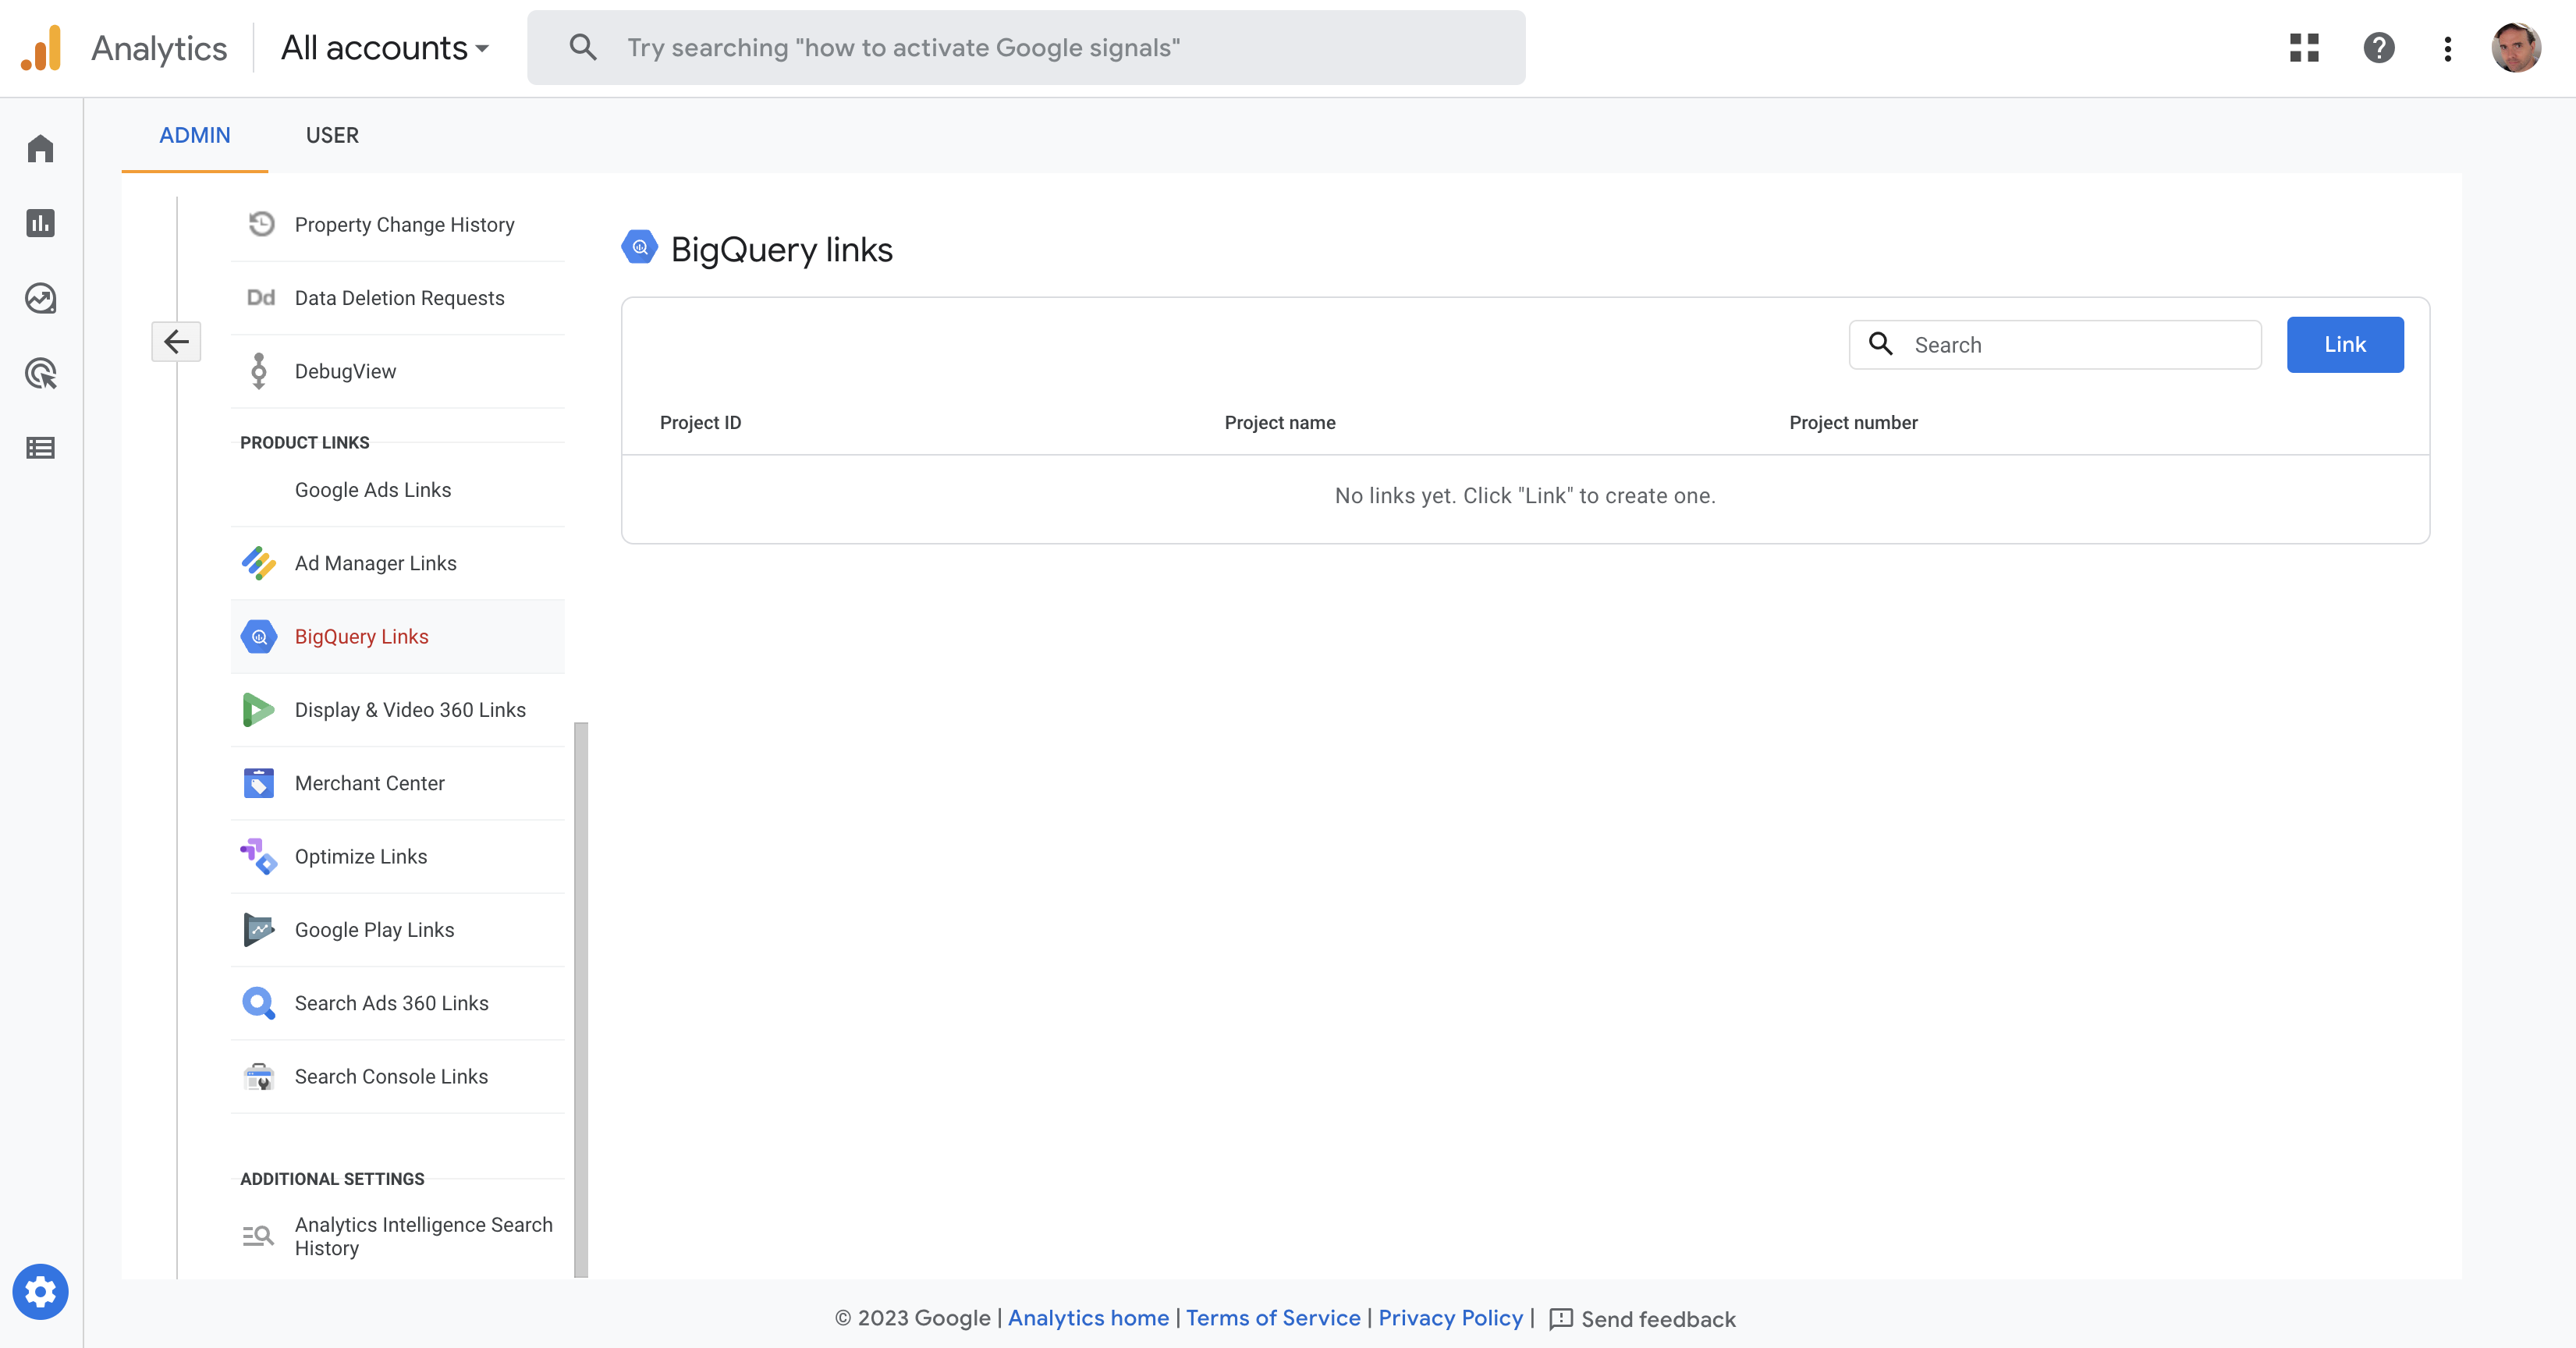 Analytics
All accounts
Try searching "how to activate Google signals"
ADMIN
USER
Property Change History
Dd Data Deletion Requests
DebugView
PRODUCT LINKS
Google Ads Links
Ad Manager Links
BigQuery Links
Display & Video 360 Links
Merchant Center
Optimize Links
Google Play Links
Search Ads 360 Links
Search Console Links
ADDITIONAL SETTINGS
Analytics Intelligence Search
History
BigQuery links
Search
Link
Project ID
Project name
Project number
No links yet. Click "Link" to create one.
© 2023 Google | Analytics home | Terms of Service | Privacy Policy | Send feedback